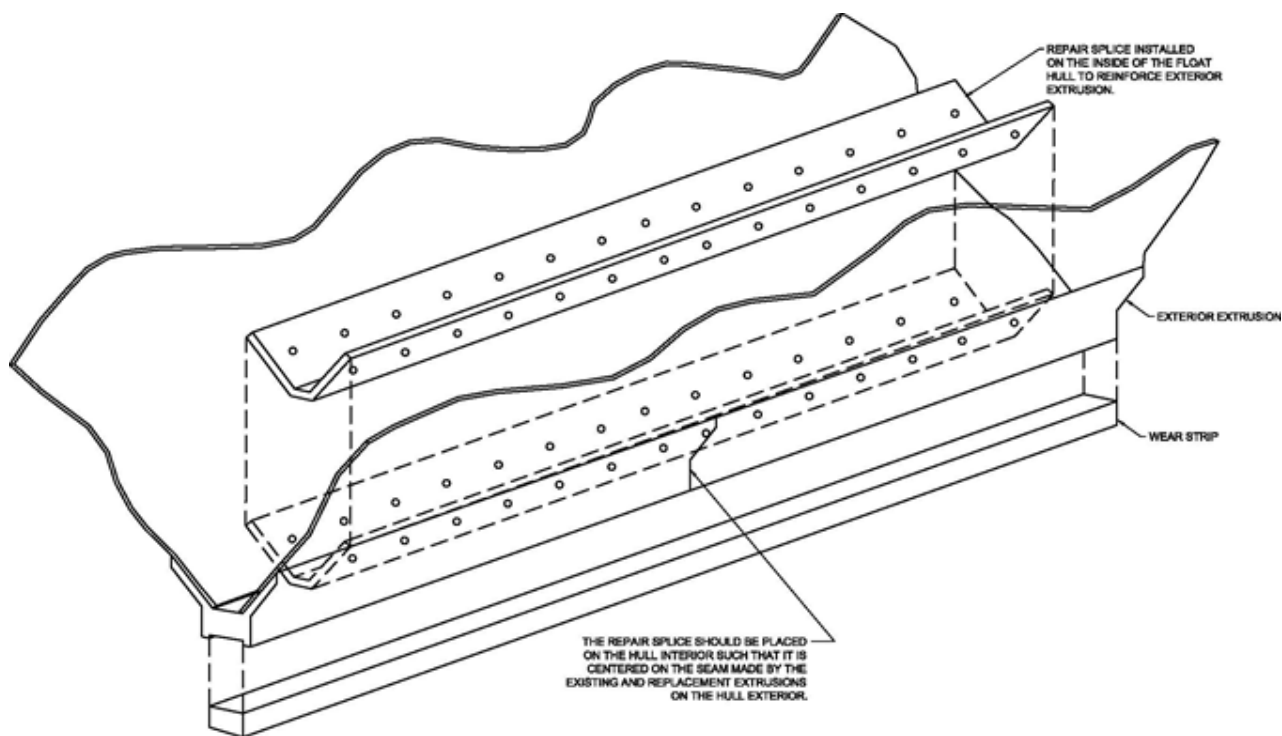 REPAIR SPLICE INSTALLED
ON THE INSIDE OF THE FLOAT
HULL TO REINFORCE EXTERIOR
EXTRUSION.
EXTERIOR EXTRUSION
WEAR STRIP
THE REPAIR SPLICE SHOULD BE PLACED
ON THE HULL INTERIOR SUCH THAT IT IS
CENTERED ON THE SEAM MADE BY THE
EXISTING AND REPLACEMENT EXTRUSIONS
ON THE HULL EXTERIOR.